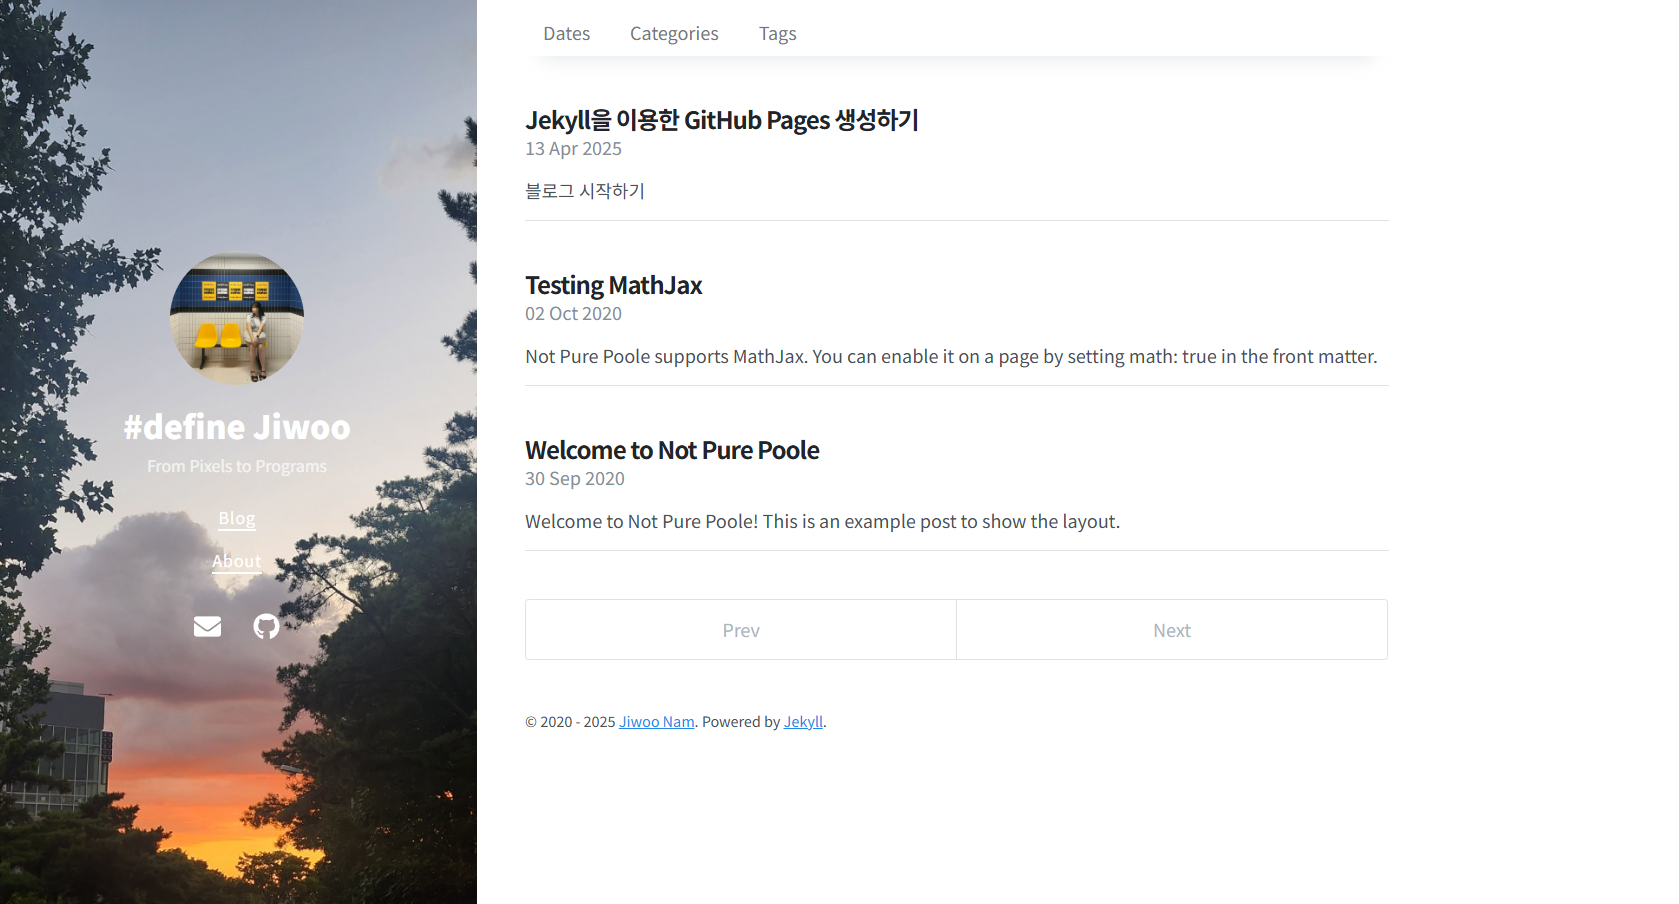 #define Jiwoo
From Pixels to Programs
Blog
About
Dates Categories Tags
Jekyll을 이용한 GitHub Pages 생성하기
13 Apr 2025
블로그 시작하기
Testing MathJax
02 Oct 2020
Not Pure Poole supports MathJax. You can enable it on a page by setting math: true in the front matter.
Welcome to Not Pure Poole
30 Sep 2020
Welcome to Not Pure Poole! This is an example post to show the layout.
Prev Next
© 2020 - 2025 Jiwoo Nam. Powered by Jekyll.